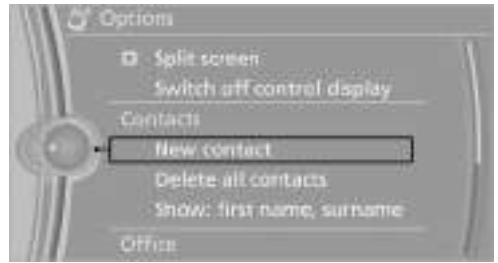 Options
Split screen
Switch off control display
Contacts
New contact
Delete all contacts
Show: first name, surname
Office